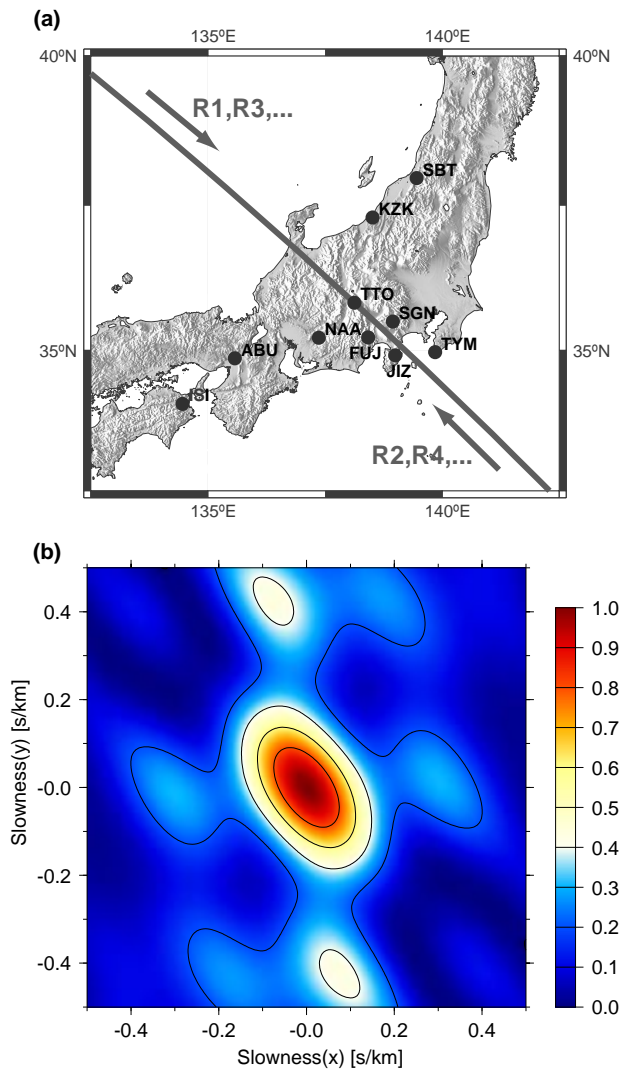 (a)
135ºE 140ºE
40ºN 40ºN
R1,R3,...
SBT
KZK
TTO
SGN
NAA
TYM
35ºN ABU FUJ 35ºN
JIZ
ISI
R2,R4,...
135ºE 140ºE
(b)
0.4
0.2
-0.0
-0.2
-0.4
Slowness(y) [s/km]
-0.4 -0.2 -0.0 0.2 0.4
Slowness(x) [s/km]
1.0
0.9
0.8
0.7
0.6
0.5
0.4
0.3
0.2
0.1
0.0